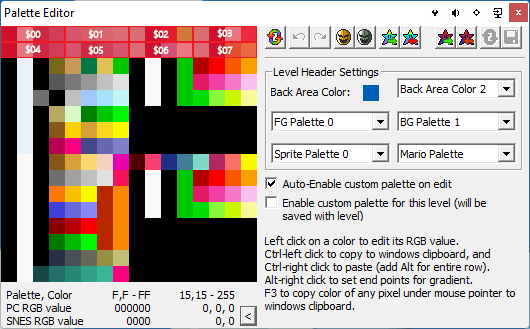 Palette Editor
$00 $01 $02 $03
$04 $05 $06 $07
Level Header Settings
Back Area Color:
Back Area Color 2
FG Palette 0
BG Palette 1
Sprite Palette 0
Mario Palette
Auto-Enable custom palette on edit
Enable custom palette for this level (will be
saved with level)
Left click on a color to edit its RGB value.
Ctrl-left click to copy to windows clipboard, and
Ctrl-right click to paste (add Alt for entire row).
Alt-right click to set end points for gradient.
F3 to copy color of any pixel under mouse pointer to
windows clipboard.
Palette, Color F,F - FF 15,15 - 255
PC RGB value 000000 0, 0, 0
SNES RGB value 0000 0, 0, 0
<